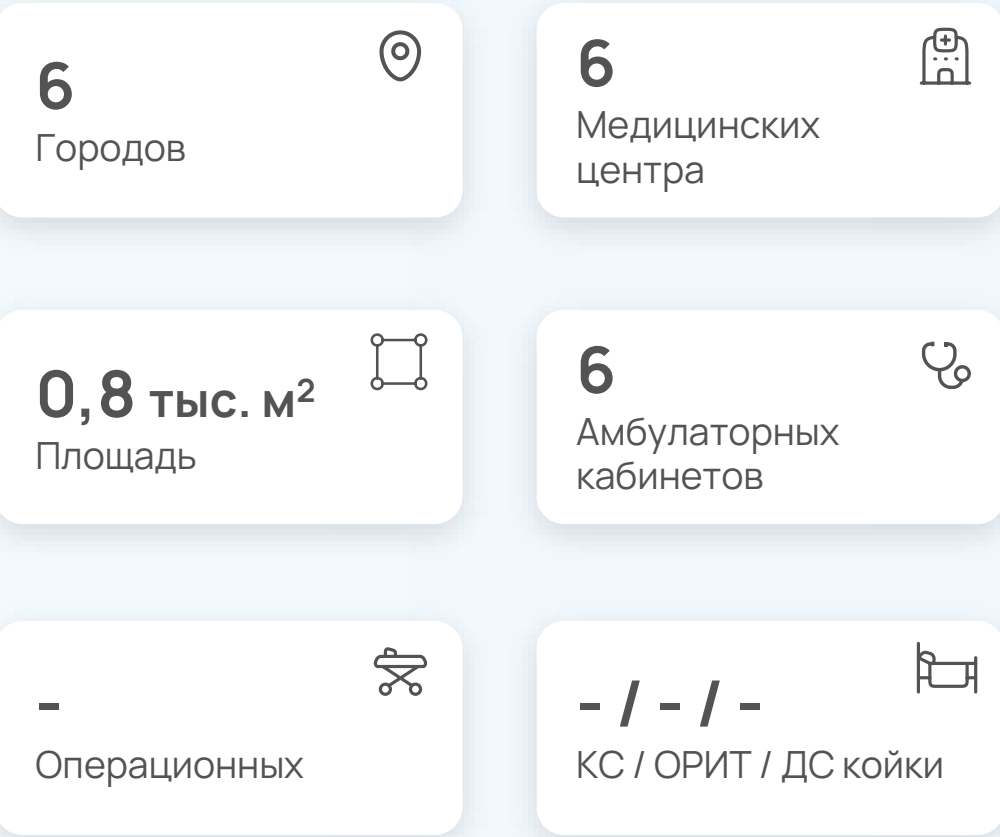 6
Городов
6
Медицинских
центра
0,8 тыс. м²
Площадь
6
Амбулаторных
кабинетов
-
Операционных
- / - / -
КС / ОРИТ / ДС койки